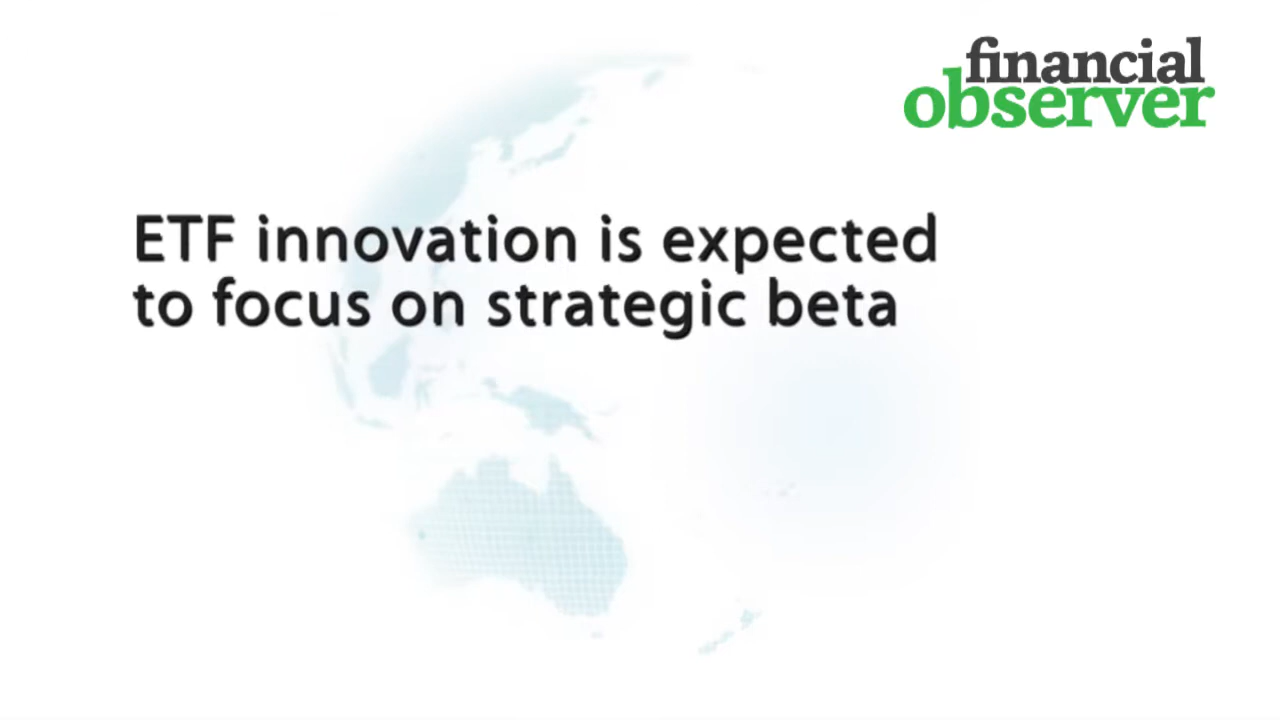 financial
observer
ETF innovation is expected
to focus on strategic beta